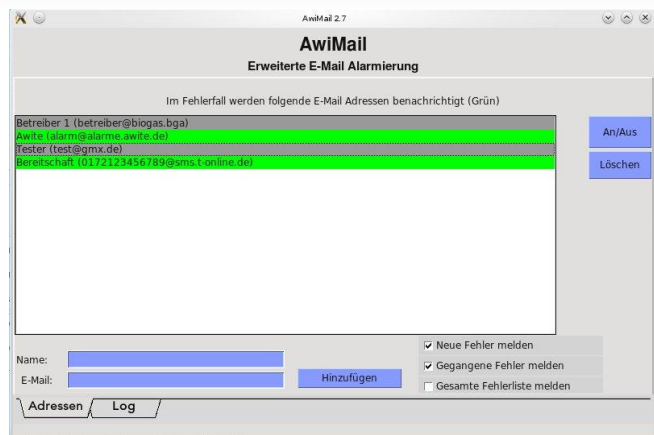 AwiMail 2.7
AwiMail
Erweiterte E-Mail Alarmierung
Im Fehlerfall werden folgende E-Mail Adressen benachrichtigt (Grün)
Betreiber 1 (betreiber@biogas.bga)
Awite (alarm@alarme.awite.de)
Tester (test@gmx.de)
Bereitschaft (0172123456789@sms.t-online.de)
An/Aus
Löschen
Neue Fehler melden
Name:
Gegangene Fehler melden
E-Mail:
Hinzufügen
Gesamte Fehlerliste melden
Adressen
Log